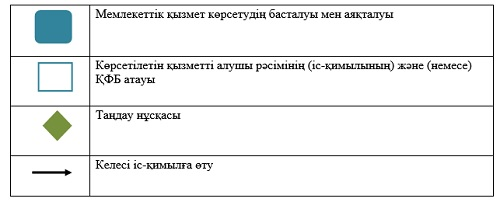 Мемлекеттік қызмет көрсетудің басталуы мен аяқталуы
Көрсетілетін қызметті алушы рәсімінің (іс-қимылының) және (немесе)
ҚФБ атауы
Таңдау нұсқасы
Келесі іс-қимылға өту